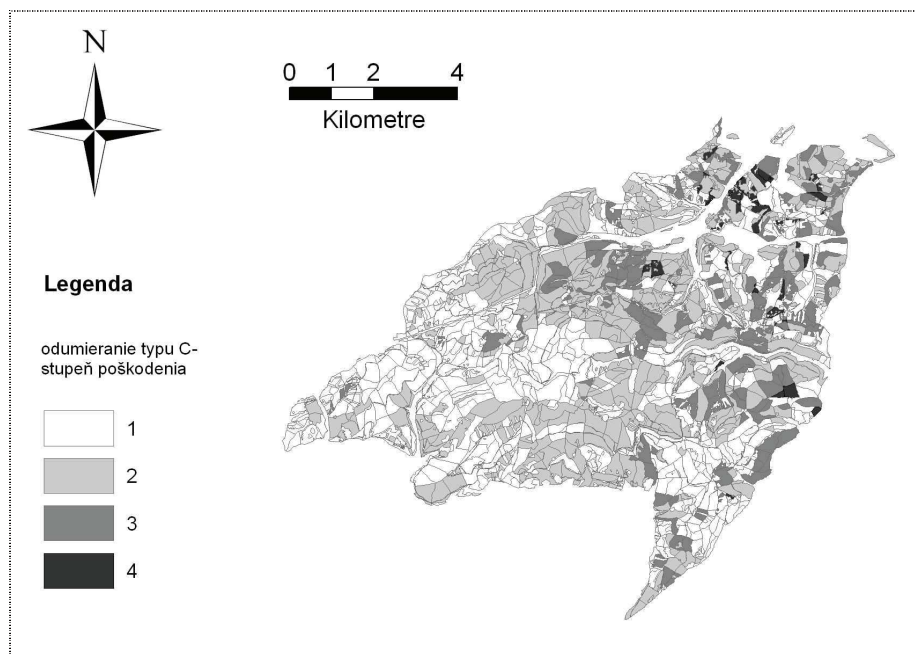 N
0 1 2 4
Kilometre
Legenda
odumieranie typu C-
stupeň poškodenia
1
2
3
4